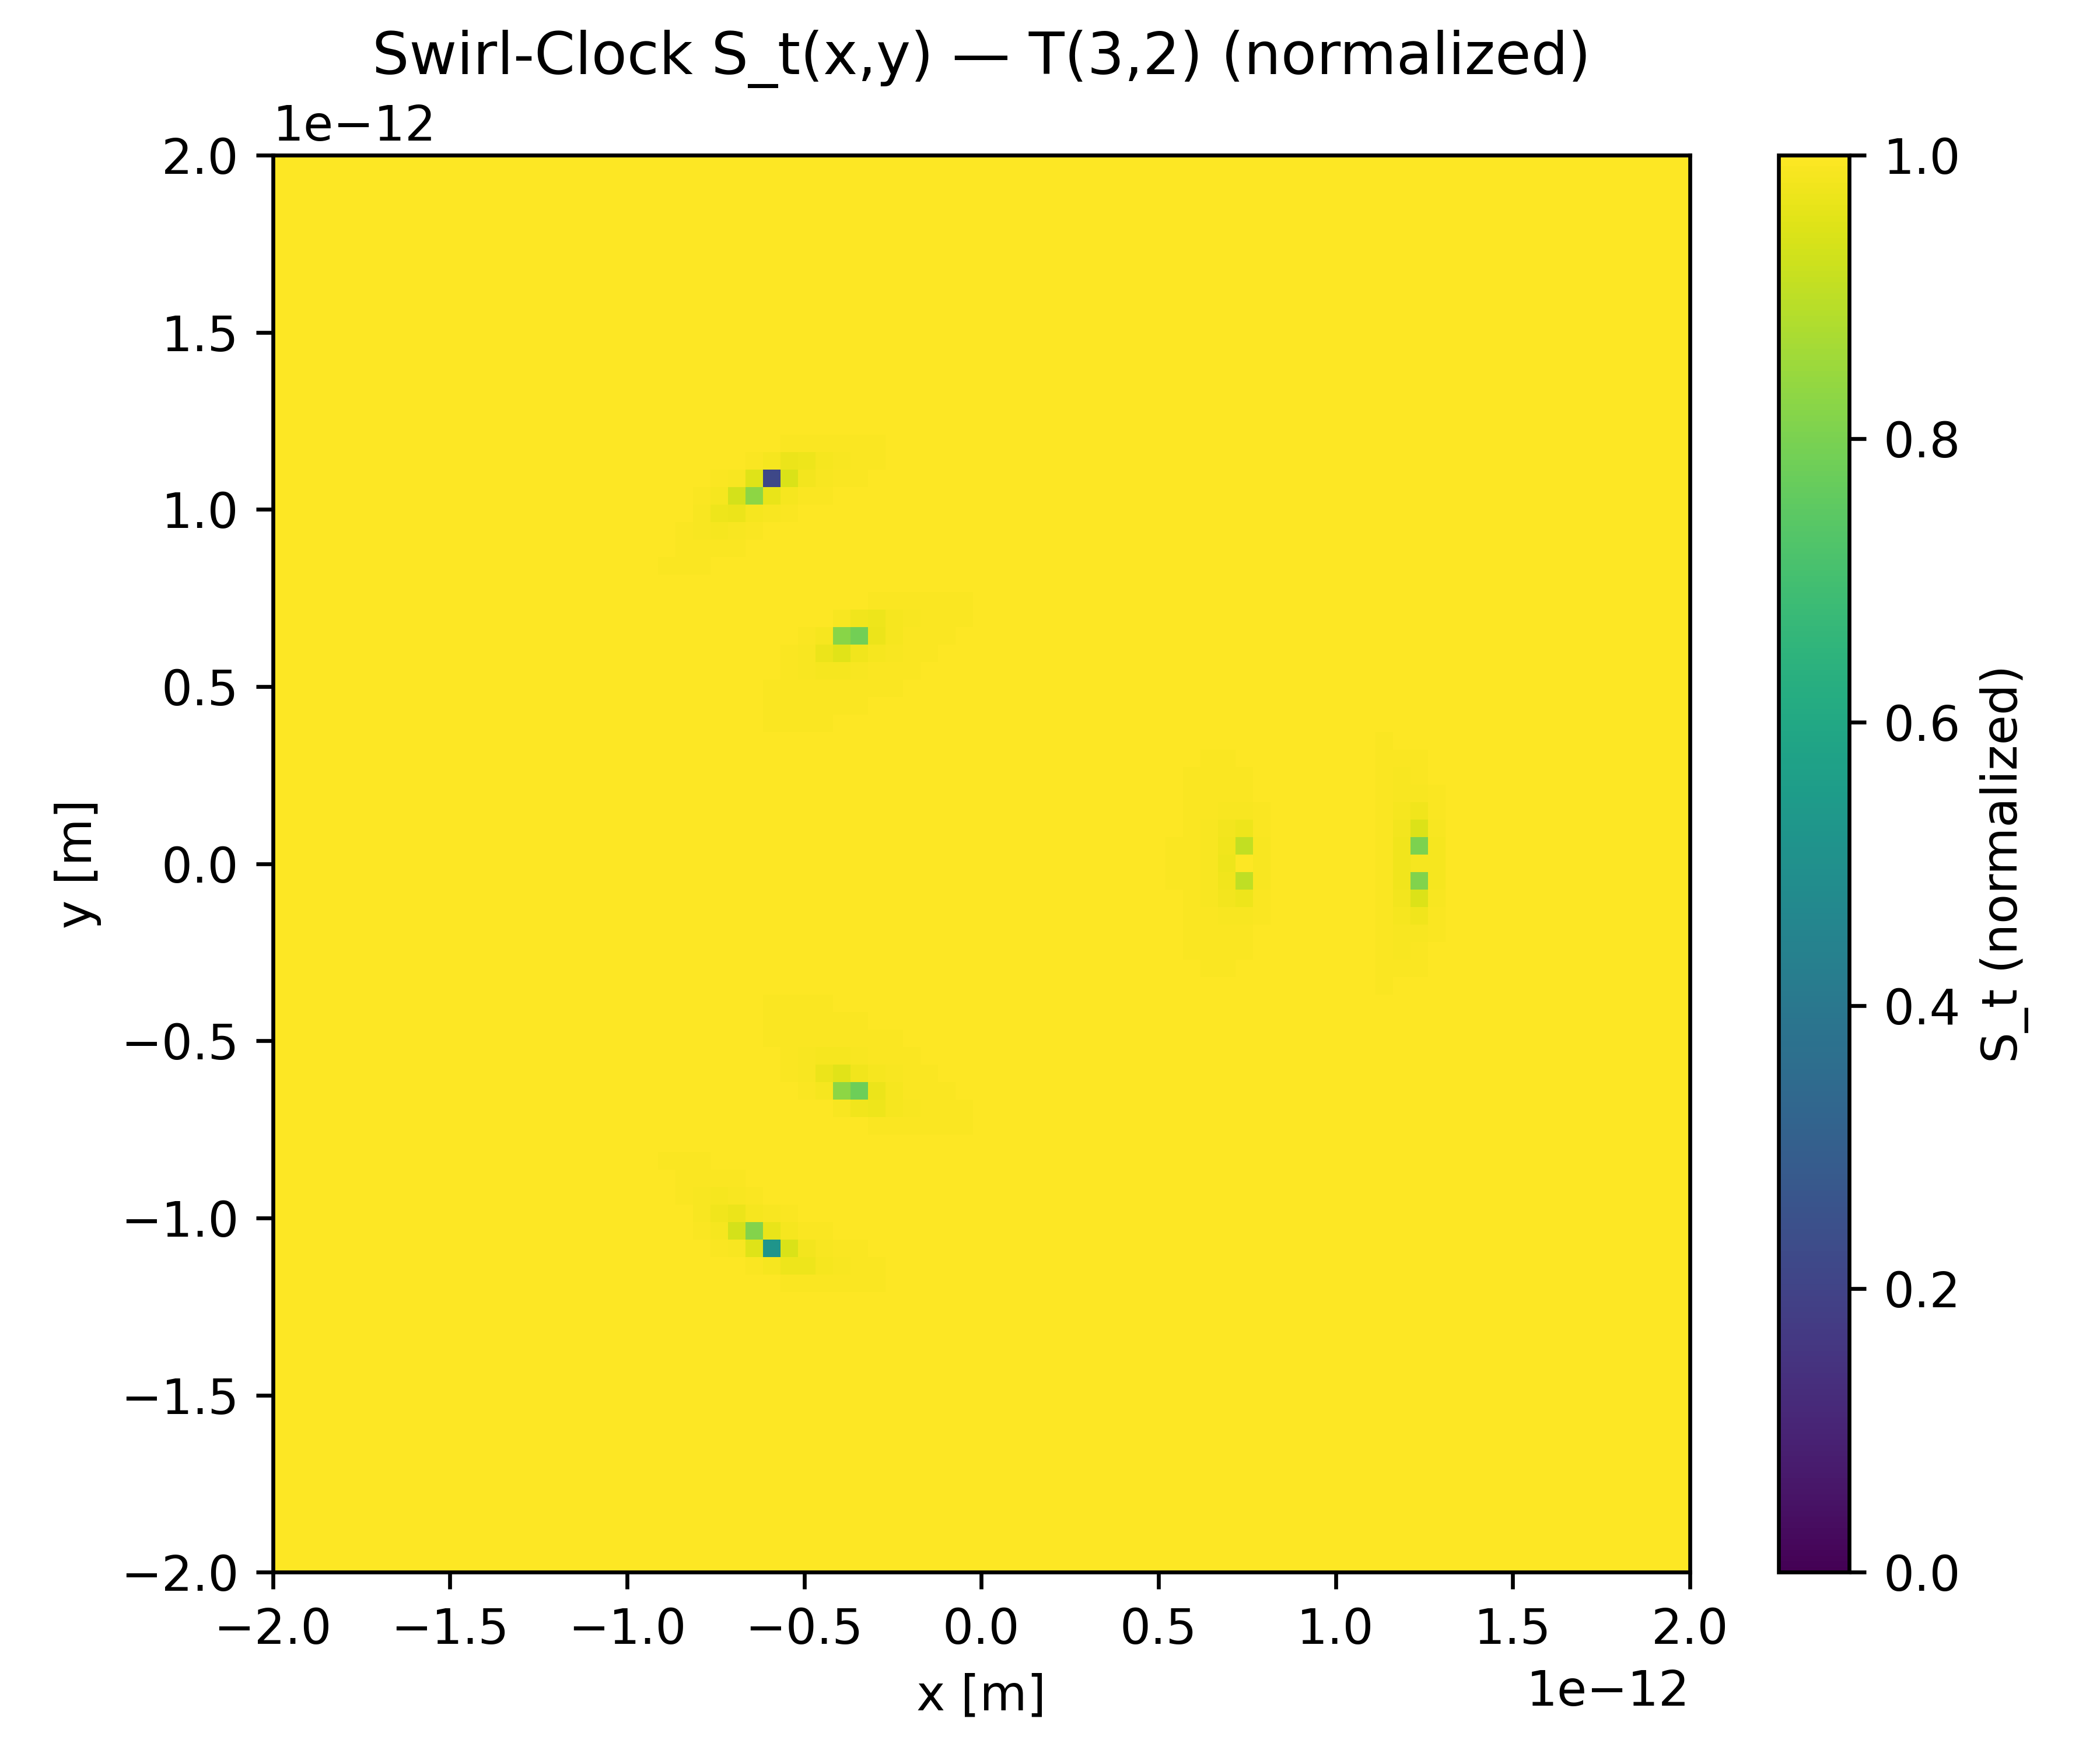 Swirl-Clock S_t(x,y) — T(3,2) (normalized)
1e−12
2.0
1.5
1.0
0.5
0.0
−0.5
−1.0
−1.5
−2.0
y [m]
−2.0 −1.5 −1.0 −0.5 0.0 0.5 1.0 1.5 2.0
x [m]
1e−12
1.0
0.8
0.6
0.4
0.2
0.0
S_t (normalized)